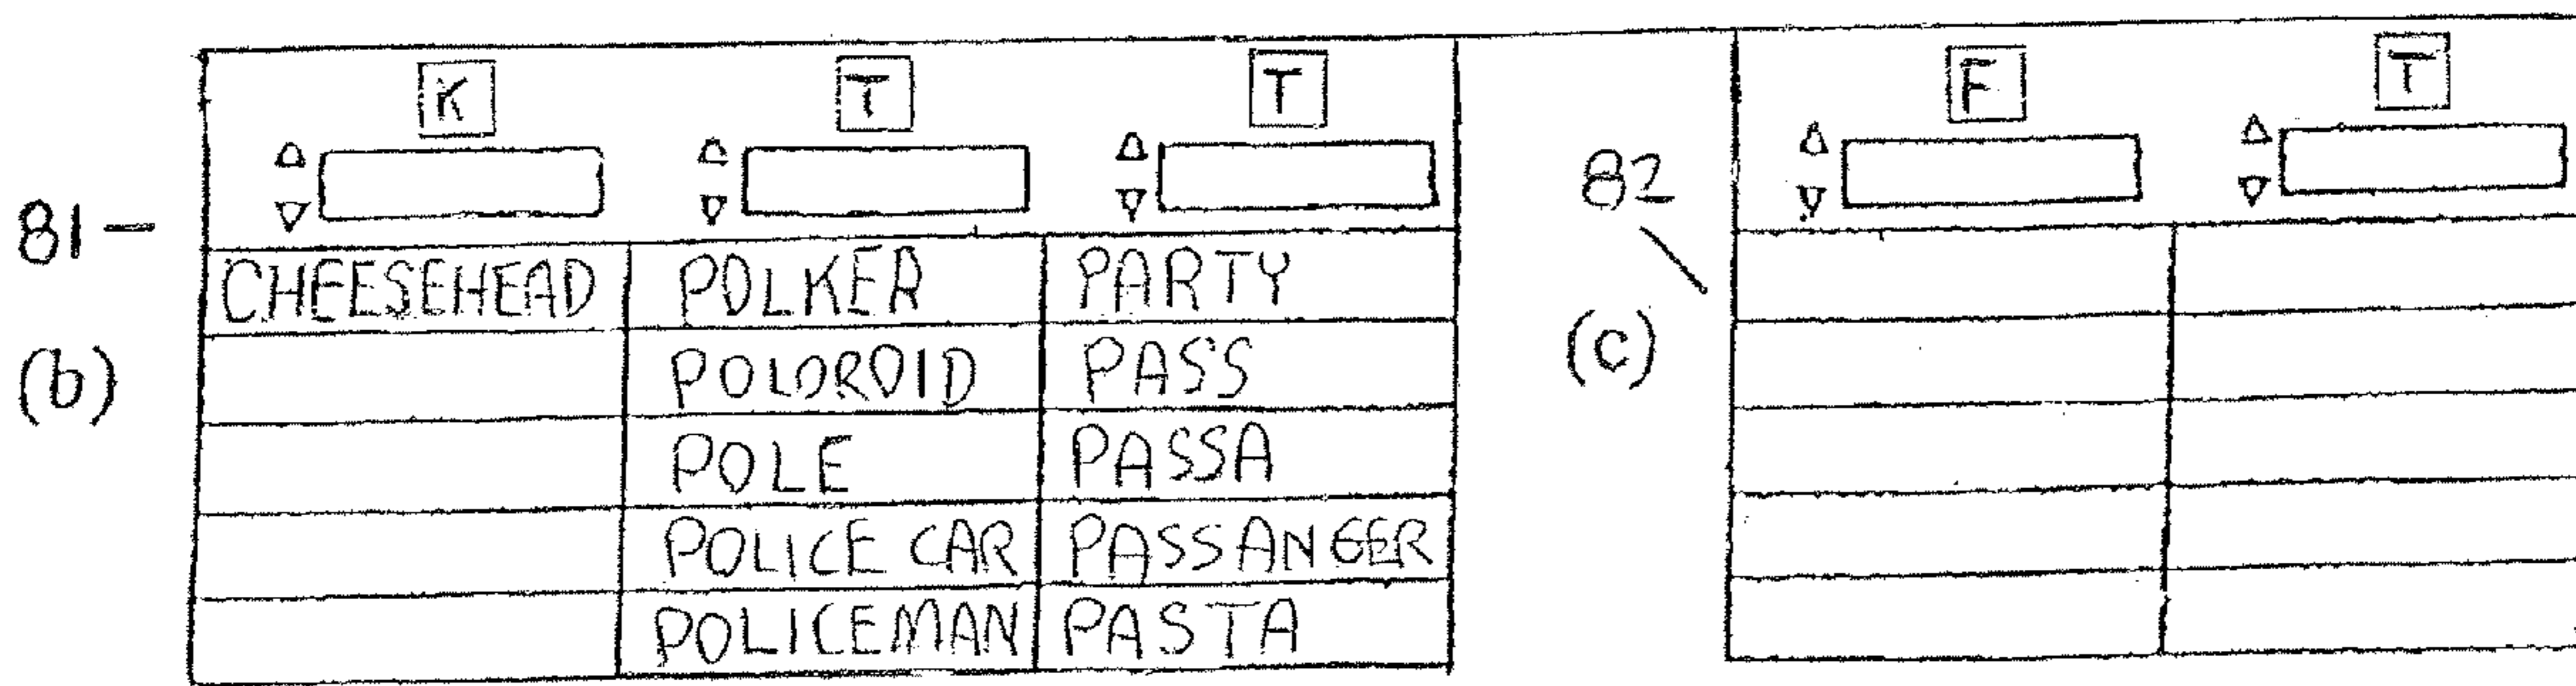 K T T F T
81 — 82
CHEESEHEAD POLKER PARTY
(b) POLOROID PASS (c)
POLE PASSA
POLICE CAR PASSANGER
POLICEMAN PASTA